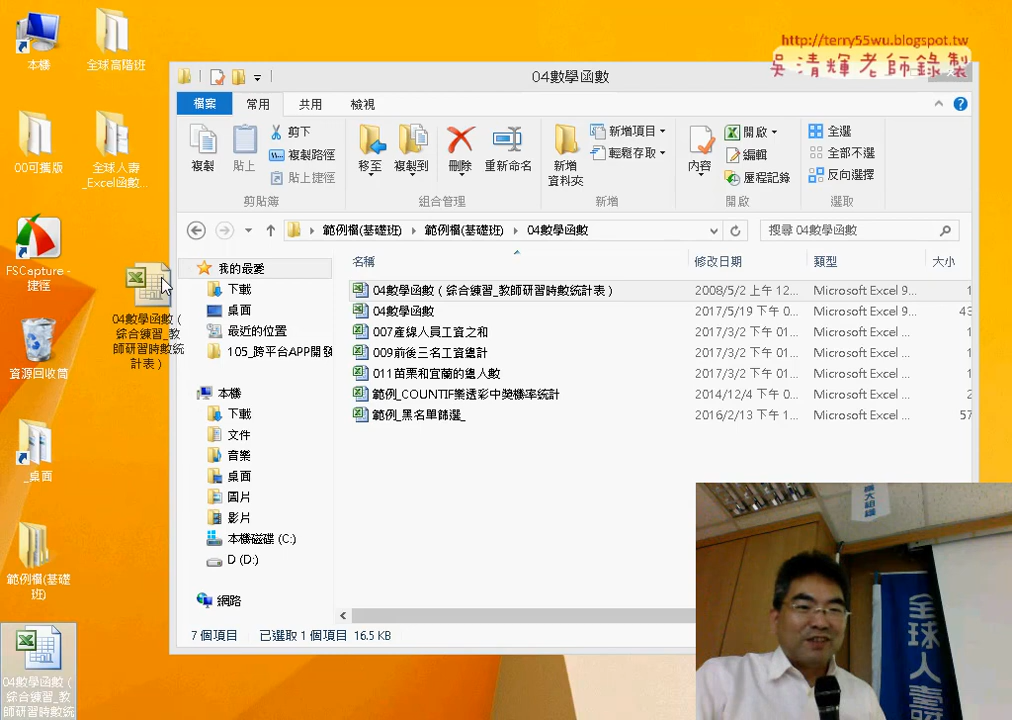 http://terry55wu.blogspot.tw
吳清輝老師錄製
本機
全球高階班
00可攜版
全球人壽
_Excel函數...
FSCapture -
捷徑
資源回收筒
_桌面
範例檔(基礎
班)
04數學函數（
綜合練習_教
師研習時數統
04數學函數（
綜合練習_教
師研習時數統
計表）
04數學函數
檔案
常用
共用
檢視
複製
貼上
剪下
複製路徑
貼上捷徑
剪貼簿
移至
複製到
刪除
重新命名
組合管理
新增
資料夾
新增項目
輕鬆存取
新增
內容
開啟
編輯
歷程記錄
開啟
全選
全部不選
反向選擇
選取
範例檔(基礎班)
範例檔(基礎班)
04數學函數
搜尋 04數學函數
我的最愛
下載
桌面
最近的位置
105_跨平台APP開發
本機
下載
文件
音樂
桌面
圖片
影片
本機磁碟 (C:)
D (D:)
網路
名稱
修改日期
類型
大小
04數學函數（綜合練習_教師研習時數統計表）
2008/5/2 上午 12...
Microsoft Excel 9...
1
04數學函數
2017/5/19 下午 0...
Microsoft Excel 9...
43
007產線人員工資之和
2017/3/2 下午 01...
Microsoft Excel ...
1
009前後三名工資總計
2017/3/2 下午 01...
Microsoft Excel ...
1
011苗栗和宜蘭的總人數
2017/3/2 下午 01...
Microsoft Excel ...
1
範例_COUNTIF樂透彩中獎機率統計
2014/12/4 下午 0...
Microsoft Excel ...
2
範例_黑名單篩選_
2016/2/13 下午 1...
Microsoft Excel ...
57
7 個項目
已選取 1 個項目 16.5 KB
全球人壽